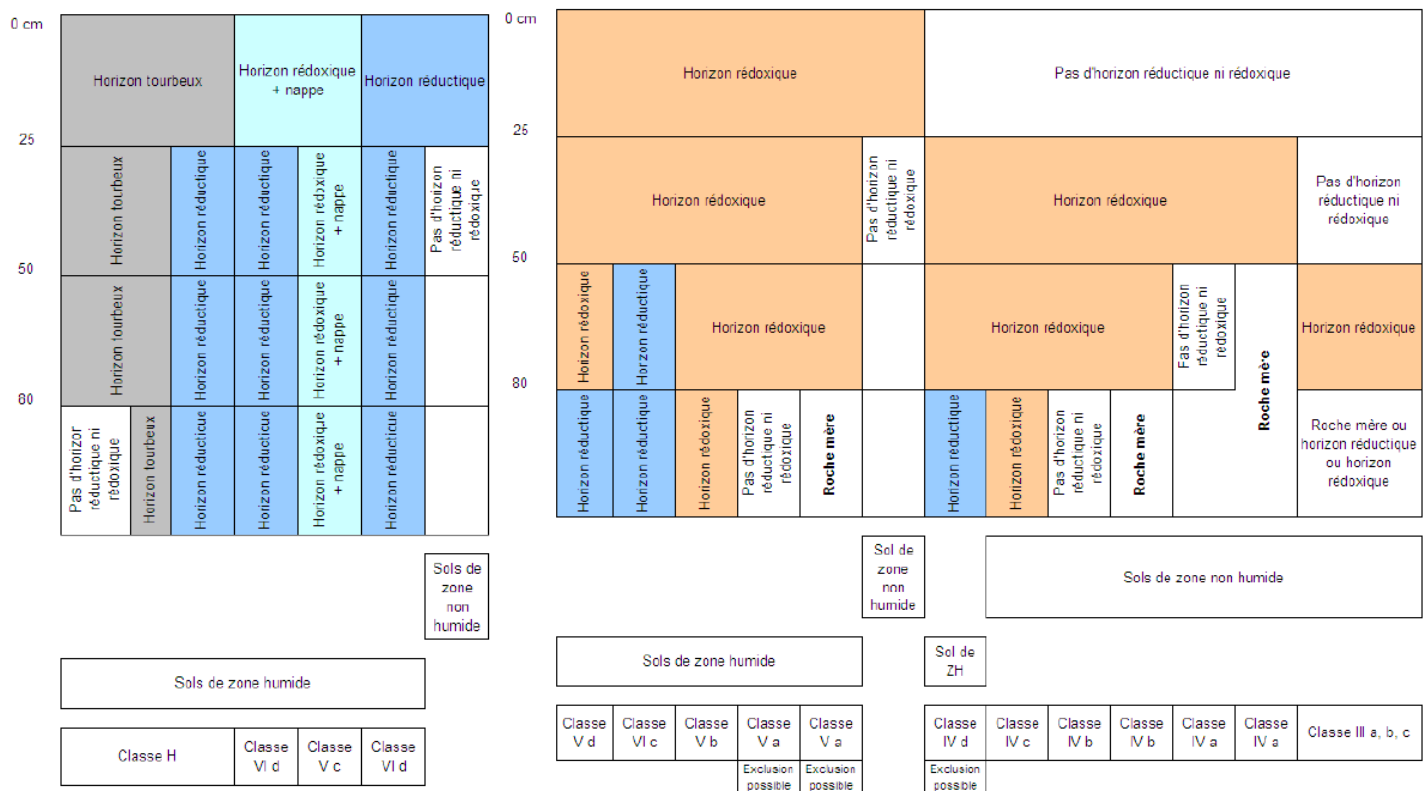 0 cm
Horizon tourbeux
Horizon rédoxique
+ nappe
Horizon réductique
25
Horizon tourbeux
Horizon réductique
Horizon réductique
Horizon rédoxique
+ nappe
Horizon réductique
Pas d'horizon
réductique ni
rédoxique
50
Horizon tourbeux
Horizon réductique
Horizon réductique
Horizon rédoxique
+ nappe
Horizon réductique
80
Pas d'horizor
réductique ni
rédoxique
Horizon tourbeux
Horizon réductique
Horizon réductique
Horizon rédoxique
+ nappe
Horizon réductique
Sols de
zone
non
humide
Sols de zone humide
Classe H
Classe
VI d
Classe
V c
Classe
VI d
0 cm
Horizon rédoxique
Pas d'horizon réductique ni rédoxique
25
Horizon rédoxique
Pas d'horizon
réductique ni
rédoxique
Horizon rédoxique
Pas d'horizon
réductique ni
rédoxique
50
Horizon rédoxique
Horizon réductique
Horizon rédoxique
Horizon rédoxique
Pas d'horizon
réductique ni
rédoxique
Roche mère
Horizon rédoxique
80
Horizon réductique
Horizon réductique
Horizon rédoxique
Pas d'horizon
réductique ni
rédoxique
Roche mère
Horizon réductique
Horizon rédoxique
Pas d'horizon
réductique ni
rédoxique
Roche mère
Roche mère ou
horizon réductique
ou horizon
rédoxique
Sol de
zone
non
humide
Sols de zone non humide
Sols de zone humide
Sol de
ZH
Classe
V d
Classe
VI c
Classe
V b
Classe
V a
Classe
V a
Classe
IV d
Classe
IV c
Classe
IV b
Classe
IV b
Classe
IV a
Classe
IV a
Classe III a, b, c
Exclusion
possible
Exclusion
possible
Exclusion
possible